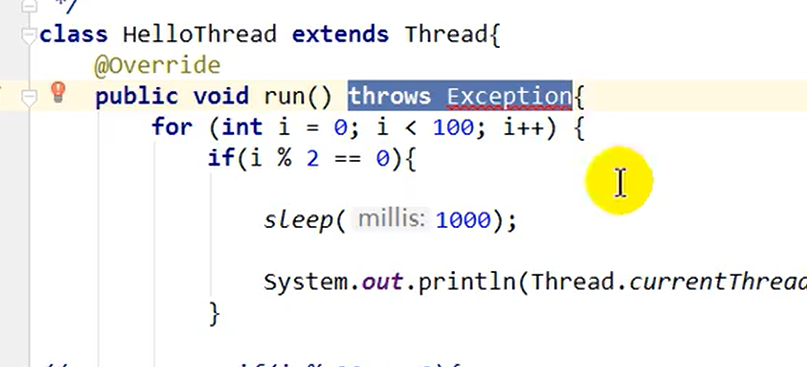 */
class HelloThread extends Thread{
@Override
public void run() throws Exception{
for (int i = 0; i < 100; i++) {
if(i % 2 == 0){
sleep( millis: 1000);
System.out.println(Thread.currentThread
}